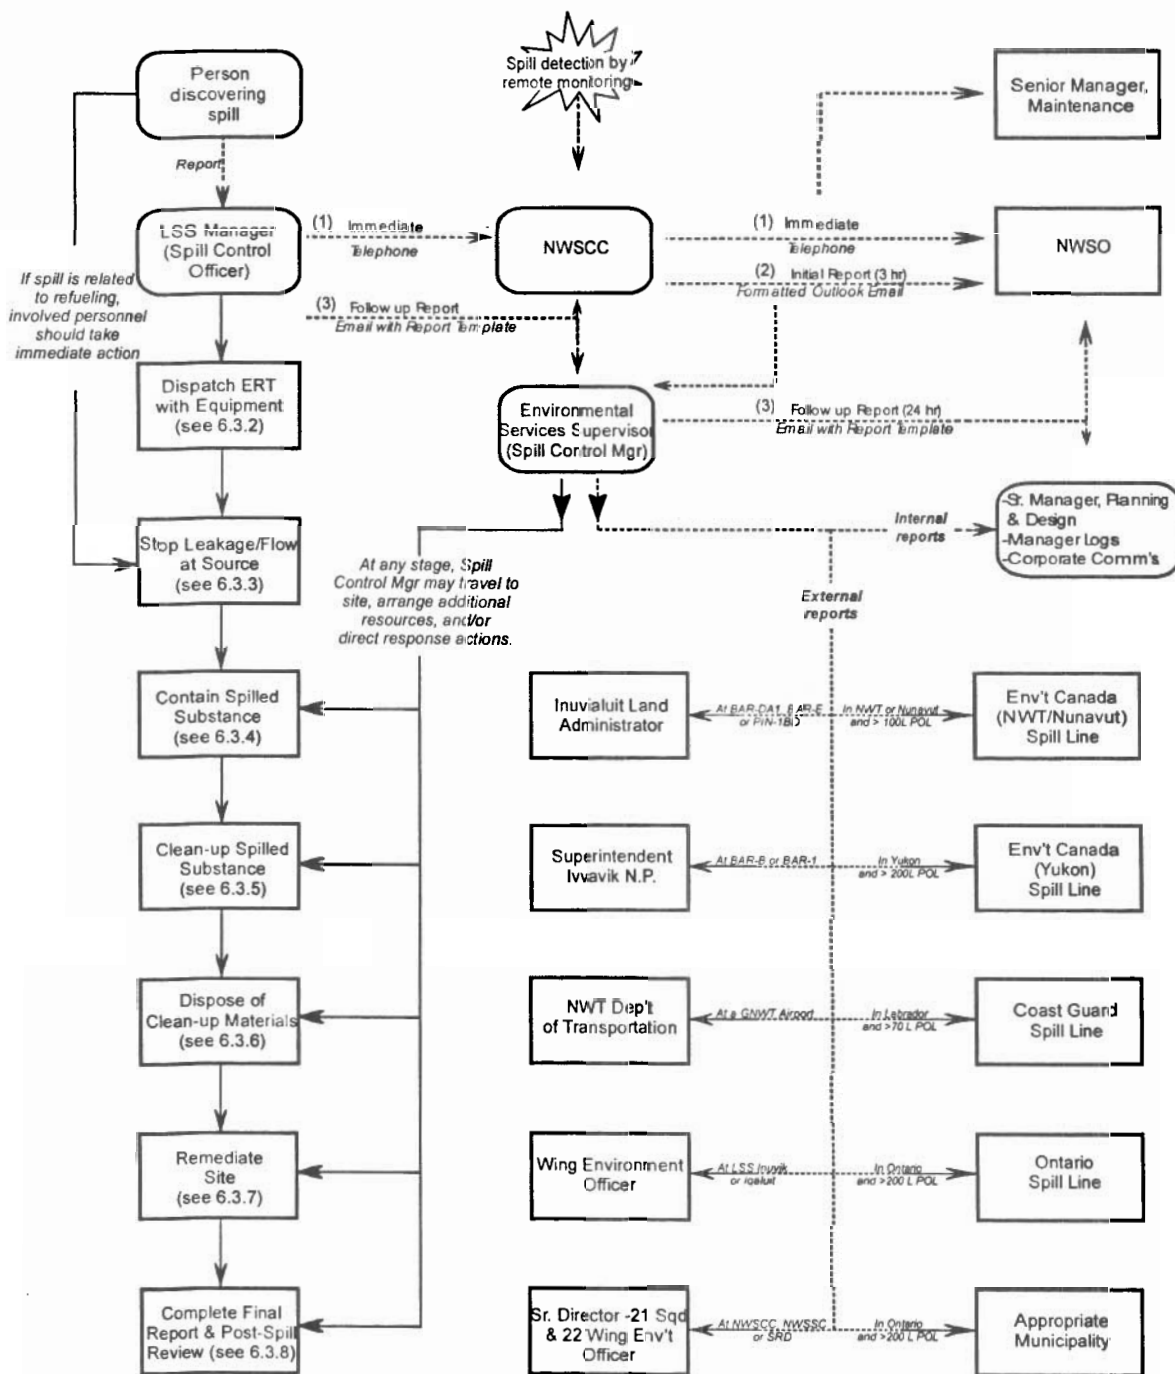 Person
discovering
spill
Spill detection by
remote monitoring
Senior Manager,
Maintenance
Report
LSS Manager
(Spill Control
Officer)
(1) Immediate
Telephone
NWSCC
(1) Immediate
Telephone
(2) Initial Report (3 hr)
Formatted Outlook Email
NWSO
If spill is related
to refueling,
involved personnel
should take
immediate action
(3) Follow up Report
Email with Report Template
Dispatch ERT
with Equipment
(see 6.3.2)
Environmental
Services Supervisor
(Spill Control Mgr)
(3) Follow up Report (24 hr)
Email with Report Template
Stop Leakage/Flow
at Source
(see 6.3.3)
Internal
reports
-Sr. Manager, Planning
& Design
-Manager Logs
-Corporate Comm's
At any stage, Spill
Control Mgr may travel to
site, arrange additional
resources, and/or
direct response actions.
External
reports
Contain Spilled
Substance
(see 6.3.4)
Inuvialuit Land
Administrator
At BAR-DA1, BAR-E
or PIN-1BD
In NWT or Nunavut
and > 100L POL
Env't Canada
(NWT/Nunavut)
Spill Line
Clean-up Spilled
Substance
(see 6.3.5)
Superintendent
Ivvavik N.P.
At BAR-B or BAR-1
In Yukon
and > 200L POL
Env't Canada
(Yukon)
Spill Line
Dispose of
Clean-up Materials
(see 6.3.6)
NWT Dep't
of Transportation
At a GNWT Airport
In Labrador
and >70 L POL
Coast Guard
Spill Line
Remediate
Site
(see 6.3.7)
Wing Environment
Officer
At LSS Inuvik
or Iqaluit
In Ontario
and >200 L POL
Ontario
Spill Line
Complete Final
Report & Post-Spill
Review (see 6.3.8)
Sr. Director -21 Sqd
& 22 Wing Env't
Officer
At NWSCC, NWSSC
or SRD
In Ontario
and >200 L POL
Appropriate
Municipality